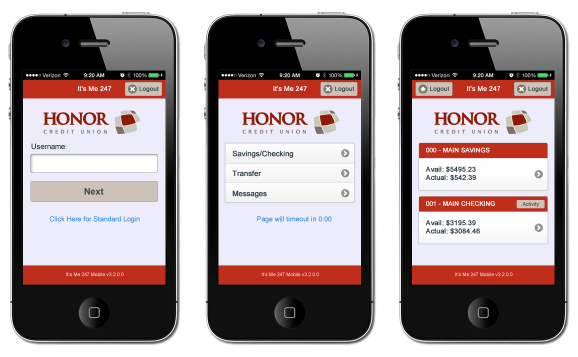 Verizon 9:20 AM 100%
It's Me 247 Logout
HONOR
CREDIT UNION
Username:
Next
Click Here for Standard Login
It's Me 247 Mobile v3.2.0.0
Verizon 9:20 AM 100%
It's Me 247 Logout
HONOR
CREDIT UNION
Savings/Checking
Transfer
Messages
Page will timeout in 0:00
It's Me 247 Mobile v3.2.0.0
Verizon 9:20 AM 100%
Logout It's Me 247 Logout
HONOR
CREDIT UNION
000 - MAIN SAVINGS
Avail: $5495.23
Actual: $542.39
001 - MAIN CHECKING Activity
Avail: $3195.39
Actual: $3084.46
It's Me 247 Mobile v3.2.0.0